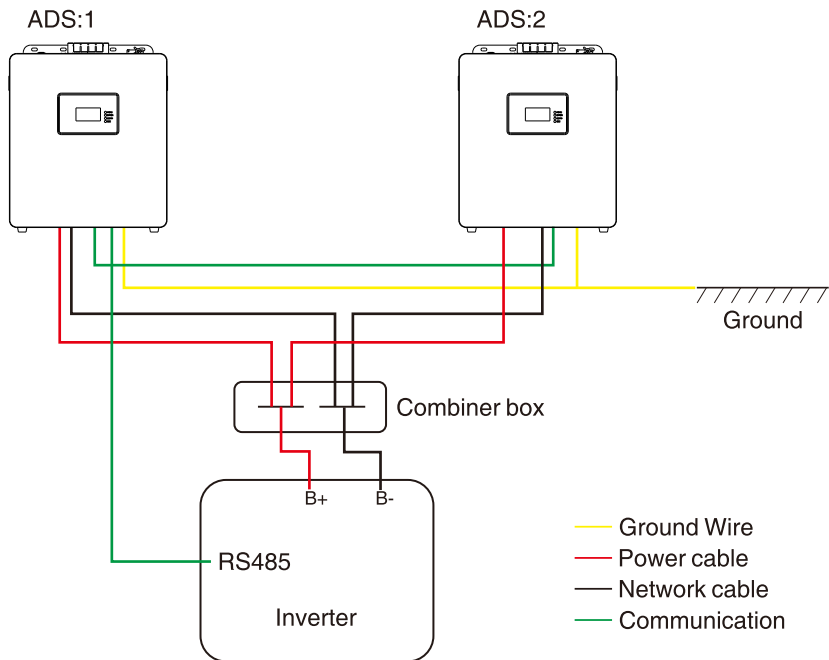 ADS:1
ADS:2
Ground
Combiner box
B+
B-
RS485
Inverter
Ground Wire
Power cable
Network cable
Communication